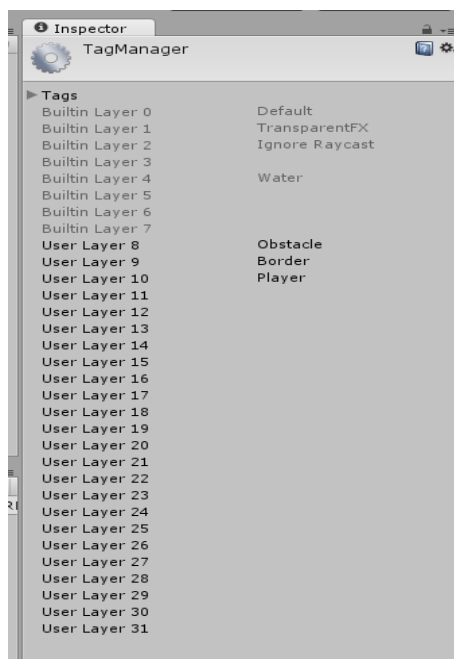 Inspector
TagManager
Tags
Builtin Layer 0 Default
Builtin Layer 1 TransparentFX
Builtin Layer 2 Ignore Raycast
Builtin Layer 3
Builtin Layer 4 Water
Builtin Layer 5
Builtin Layer 6
Builtin Layer 7
User Layer 8 Obstacle
User Layer 9 Border
User Layer 10 Player
User Layer 11
User Layer 12
User Layer 13
User Layer 14
User Layer 15
User Layer 16
User Layer 17
User Layer 18
User Layer 19
User Layer 20
User Layer 21
User Layer 22
User Layer 23
User Layer 24
User Layer 25
User Layer 26
User Layer 27
User Layer 28
User Layer 29
User Layer 30
User Layer 31